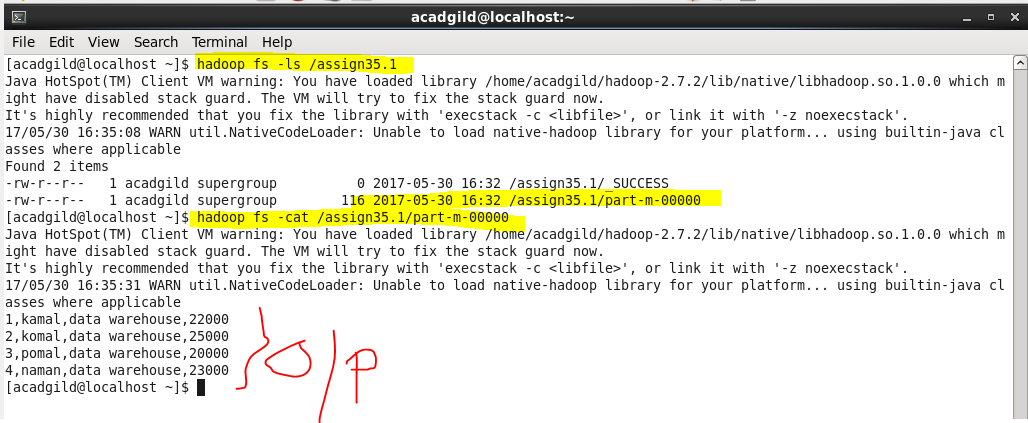 acadgild@localhost:~
File Edit View Search Terminal Help
[acadgild@localhost ~]$ hadoop fs -ls /assign35.1
Java HotSpot(TM) Client VM warning: You have loaded library /home/acadgild/hadoop-2.7.2/lib/native/libhadoop.so.1.0.0 which m
ight have disabled stack guard. The VM will try to fix the stack guard now.
It's highly recommended that you fix the library with 'execstack -c <libfile>', or link it with '-z noexecstack'.
17/05/30 16:35:08 WARN util.NativeCodeLoader: Unable to load native-hadoop library for your platform... using builtin-java cl
asses where applicable
Found 2 items
-rw-r--r--   1 acadgild supergroup          0 2017-05-30 16:32 /assign35.1/_SUCCESS
-rw-r--r--   1 acadgild supergroup        116 2017-05-30 16:32 /assign35.1/part-m-00000
[acadgild@localhost ~]$ hadoop fs -cat /assign35.1/part-m-00000
Java HotSpot(TM) Client VM warning: You have loaded library /home/acadgild/hadoop-2.7.2/lib/native/libhadoop.so.1.0.0 which m
ight have disabled stack guard. The VM will try to fix the stack guard now.
It's highly recommended that you fix the library with 'execstack -c <libfile>', or link it with '-z noexecstack'.
17/05/30 16:35:31 WARN util.NativeCodeLoader: Unable to load native-hadoop library for your platform... using builtin-java cl
asses where applicable
1,kamal,data warehouse,22000
2,komal,data warehouse,25000
3,pomal,data warehouse,20000
4,naman,data warehouse,23000
O/P
[acadgild@localhost ~]$